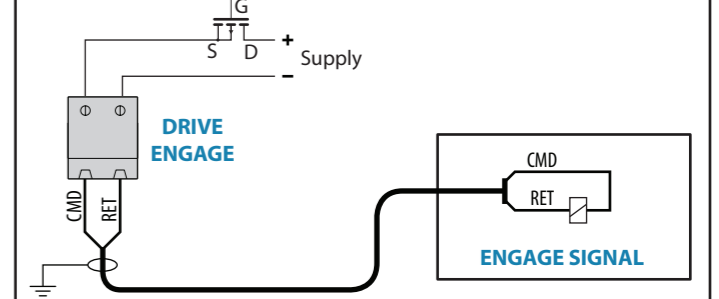 G
S D + Supply
−
DRIVE
ENGAGE
CMD
RET
CMD
RET
ENGAGE SIGNAL